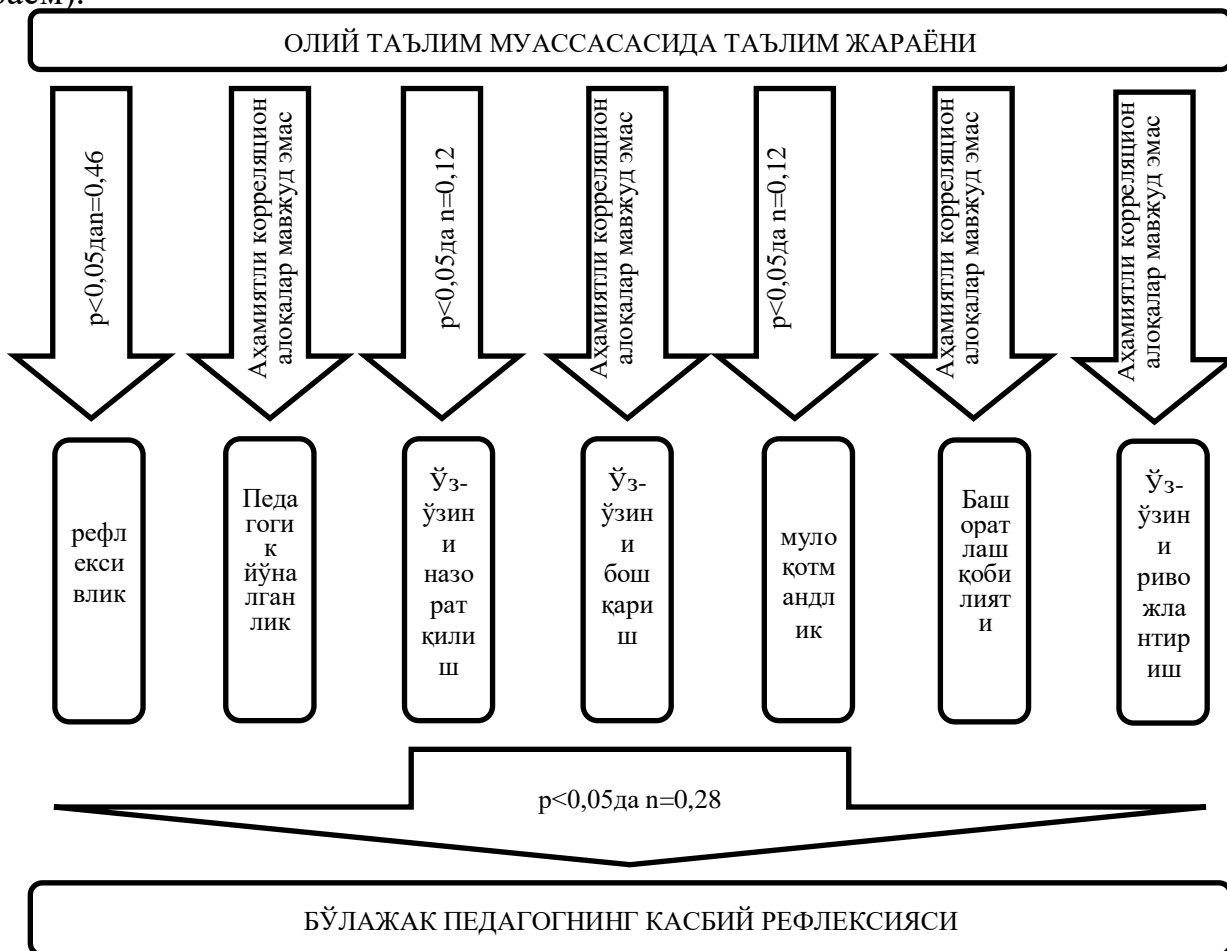 ОЛИЙ ТАЪЛИМ МУАССАСАСИДА ТАЪЛИМ ЖАРАЁНИ
p<0,05даn=0,46
Аҳамиятли корреляцион
алоқалар мавжуд эмас
p<0,05да n=0,12
Аҳамиятли корреляцион
алоқалар мавжуд эмас
p<0,05да n=0,12
Аҳамиятли корреляцион
алоқалар мавжуд эмас
Аҳамиятли корреляцион
алоқалар мавжуд эмас
рефл
екси
влик
Педа
гоги
к
йўна
лган
лик
Ўз-
ўзин
и
назо
рат
қили
ш
Ўз-
ўзин
и
бош
қари
ш
муло
қотм
андл
ик
Баш
орат
лаш
қоби
лият
и
Ўз-
ўзин
и
риво
жла
нтир
иш
p<0,05да n=0,28
БЎЛАЖАК ПЕДАГОГНИНГ КАСБИЙ РЕФЛЕКСИЯСИ